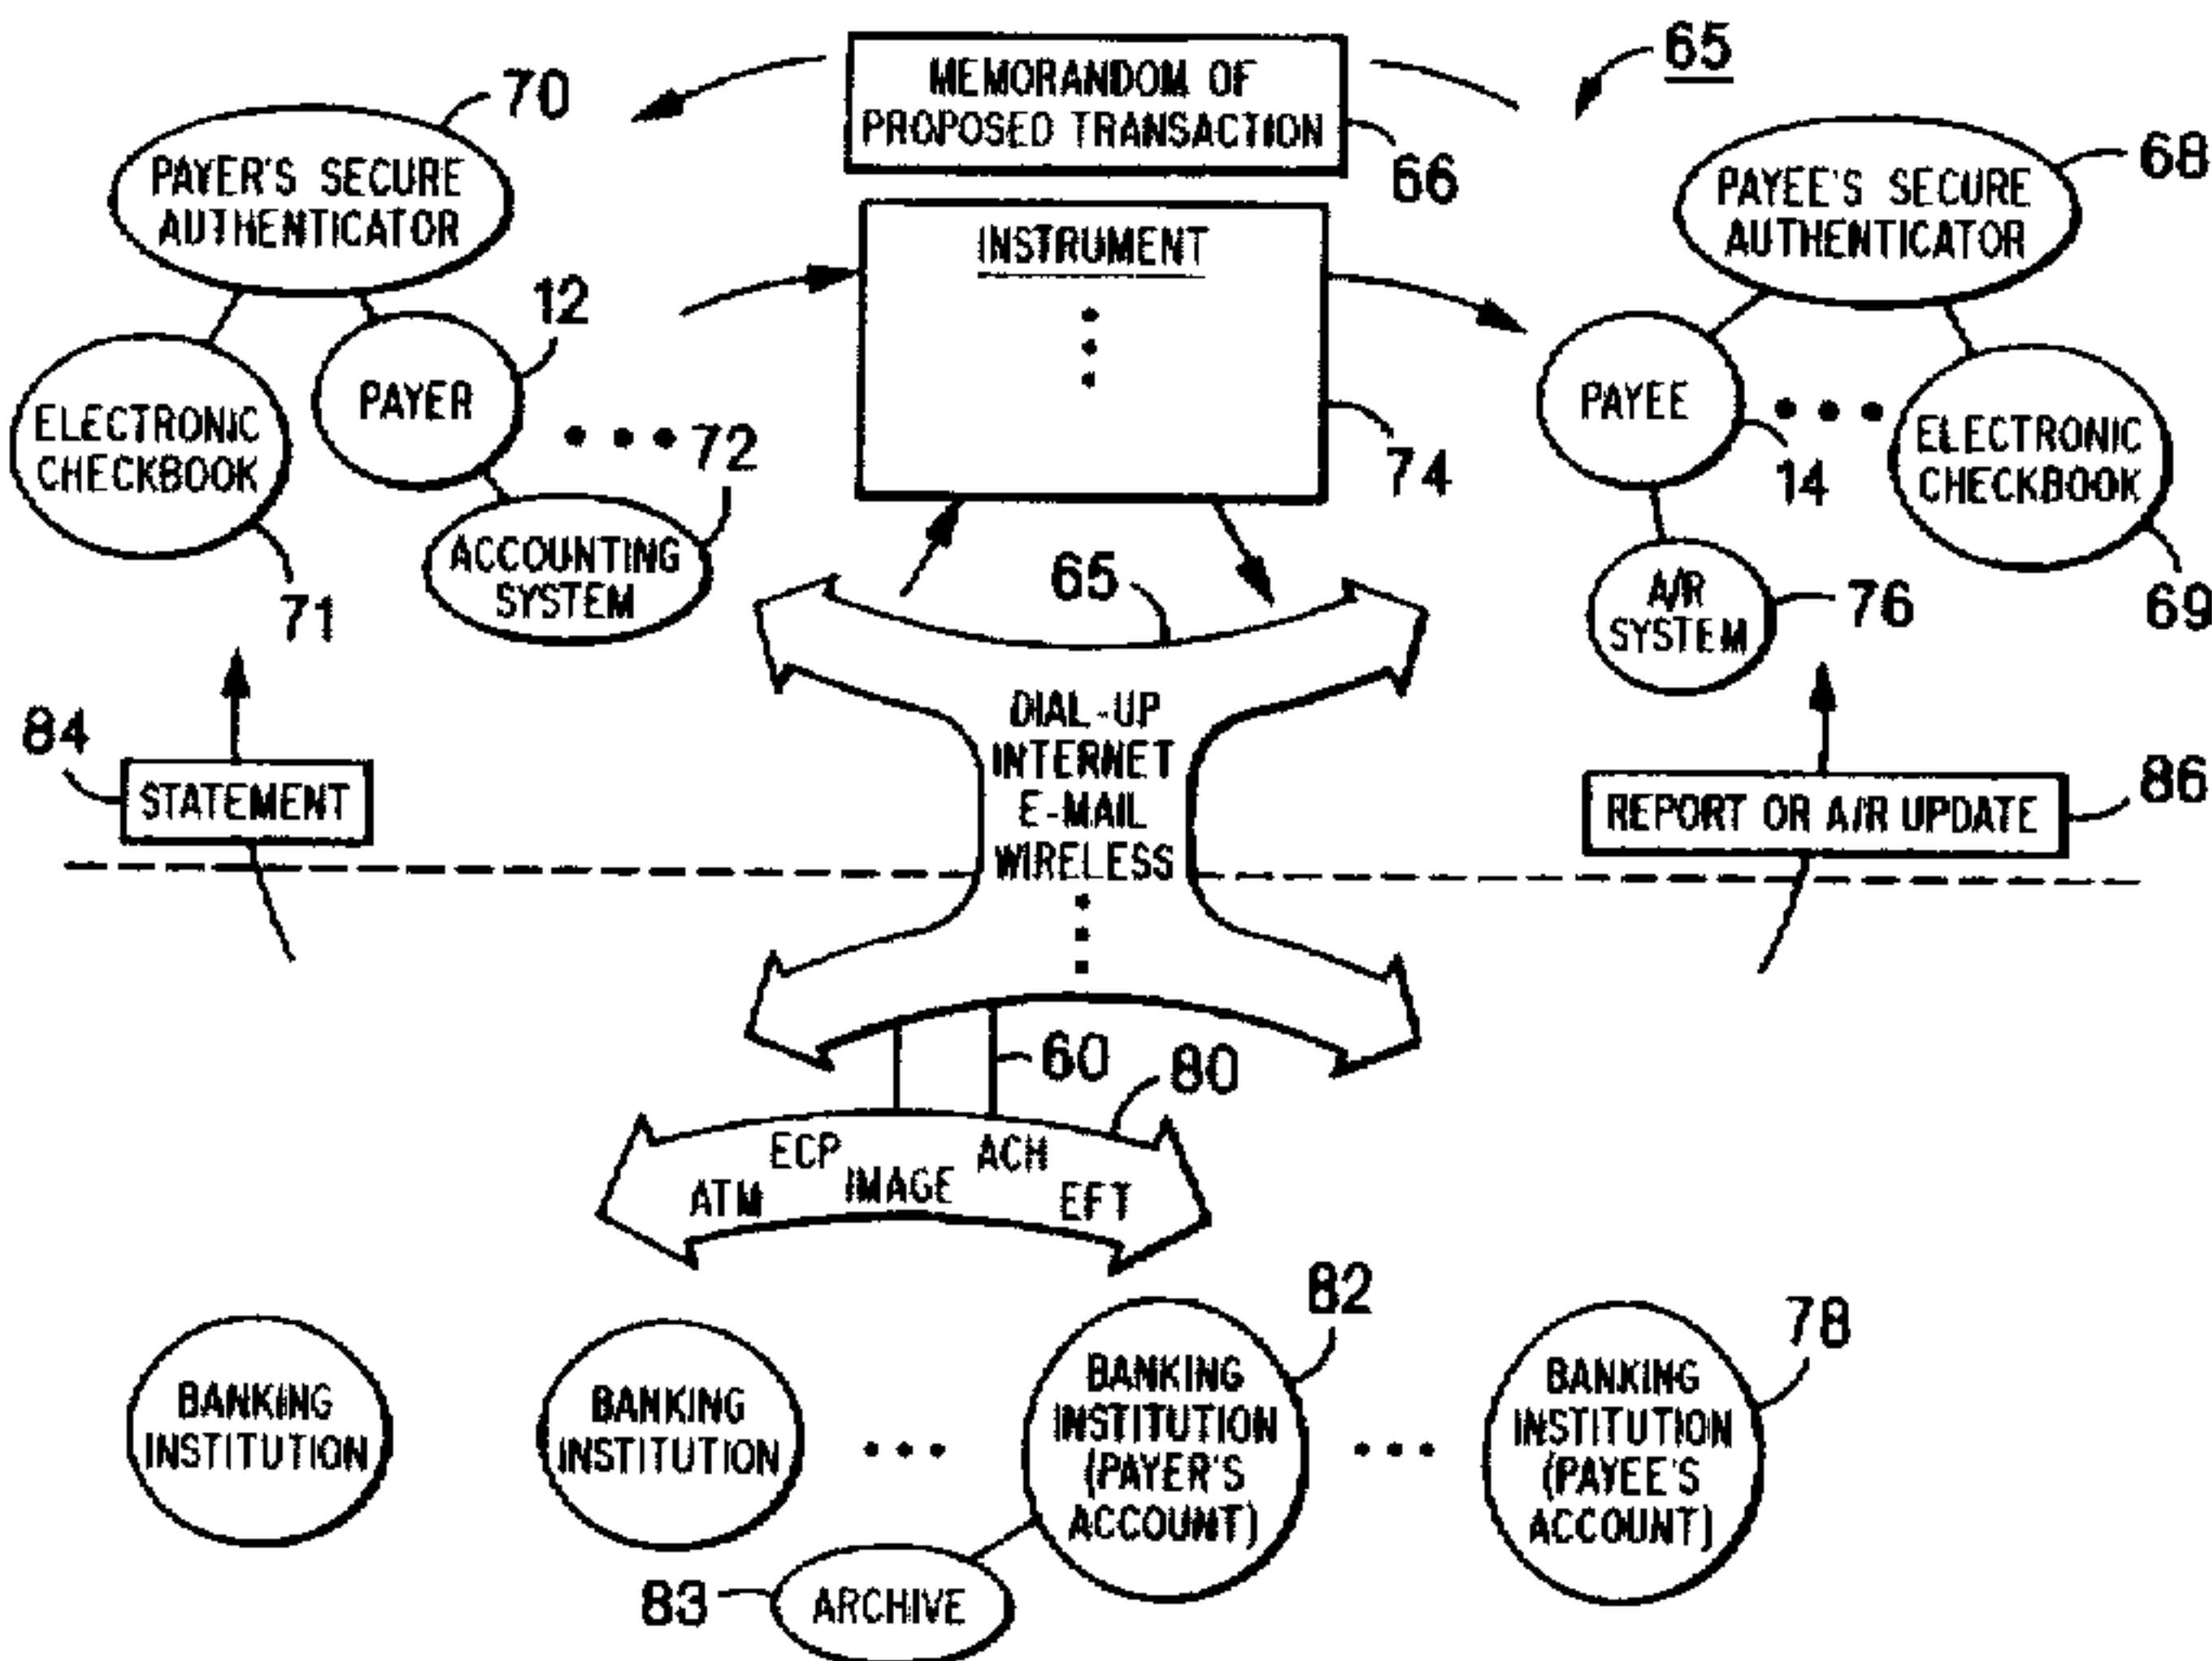 65
MEMORANDOM OF
PROPOSED TRANSACTION
66
70
PAYER'S SECURE
AUTHENTICATOR
68
PAYEE'S SECURE
AUTHENTICATOR
INSTRUMENT
74
12
PAYER
ELECTRONIC
CHECKBOOK
71
72
ACCOUNTING
SYSTEM
PAYEE
14
ELECTRONIC
CHECKBOOK
69
A/R
SYSTEM
76
65
DIAL-UP
INTERNET
E-MAIL
WIRELESS
84
STATEMENT
86
REPORT OR A/R UPDATE
60
80
ATM
ECP
IMAGE
ACH
EFT
BANKING
INSTITUTION
BANKING
INSTITUTION
82
BANKING
INSTITUTION
(PAYER'S
ACCOUNT)
78
BANKING
INSTITUTION
(PAYEE'S
ACCOUNT)
83
ARCHIVE